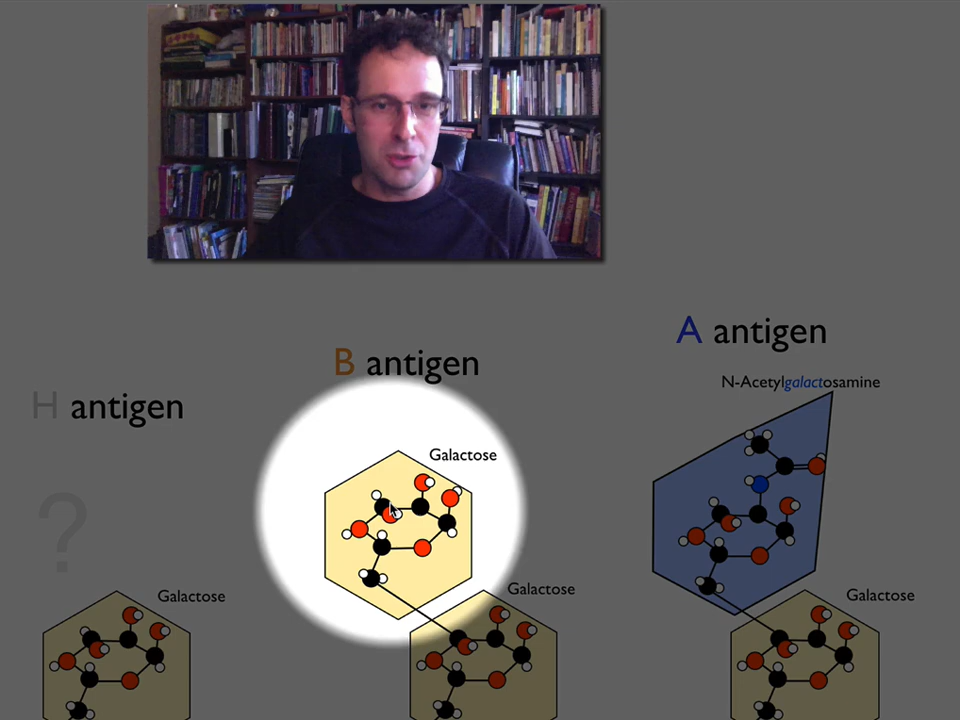 A antigen
B antigen
N-Acetylgalactosamine
H antigen
Galactose
?
Galactose
Galactose
Galactose